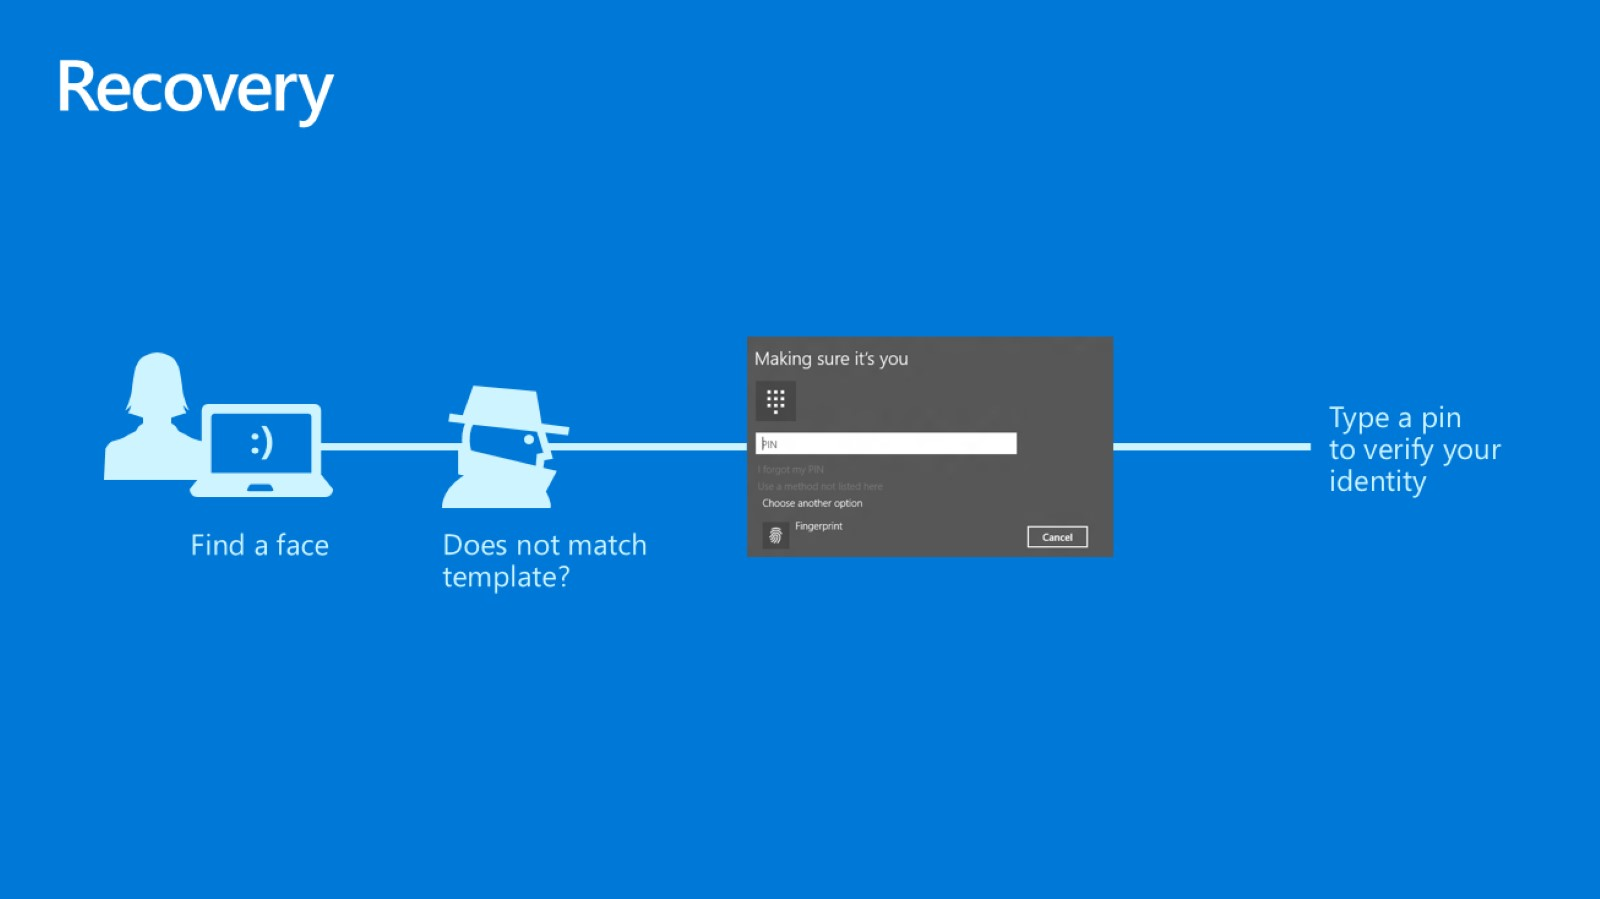 Recovery
:)
Find a face
Does not match
template?
Making sure it's you
PIN
I forgot my PIN
Use a method not listed here
Choose another option
Fingerprint
Cancel
Type a pin
to verify your
identity